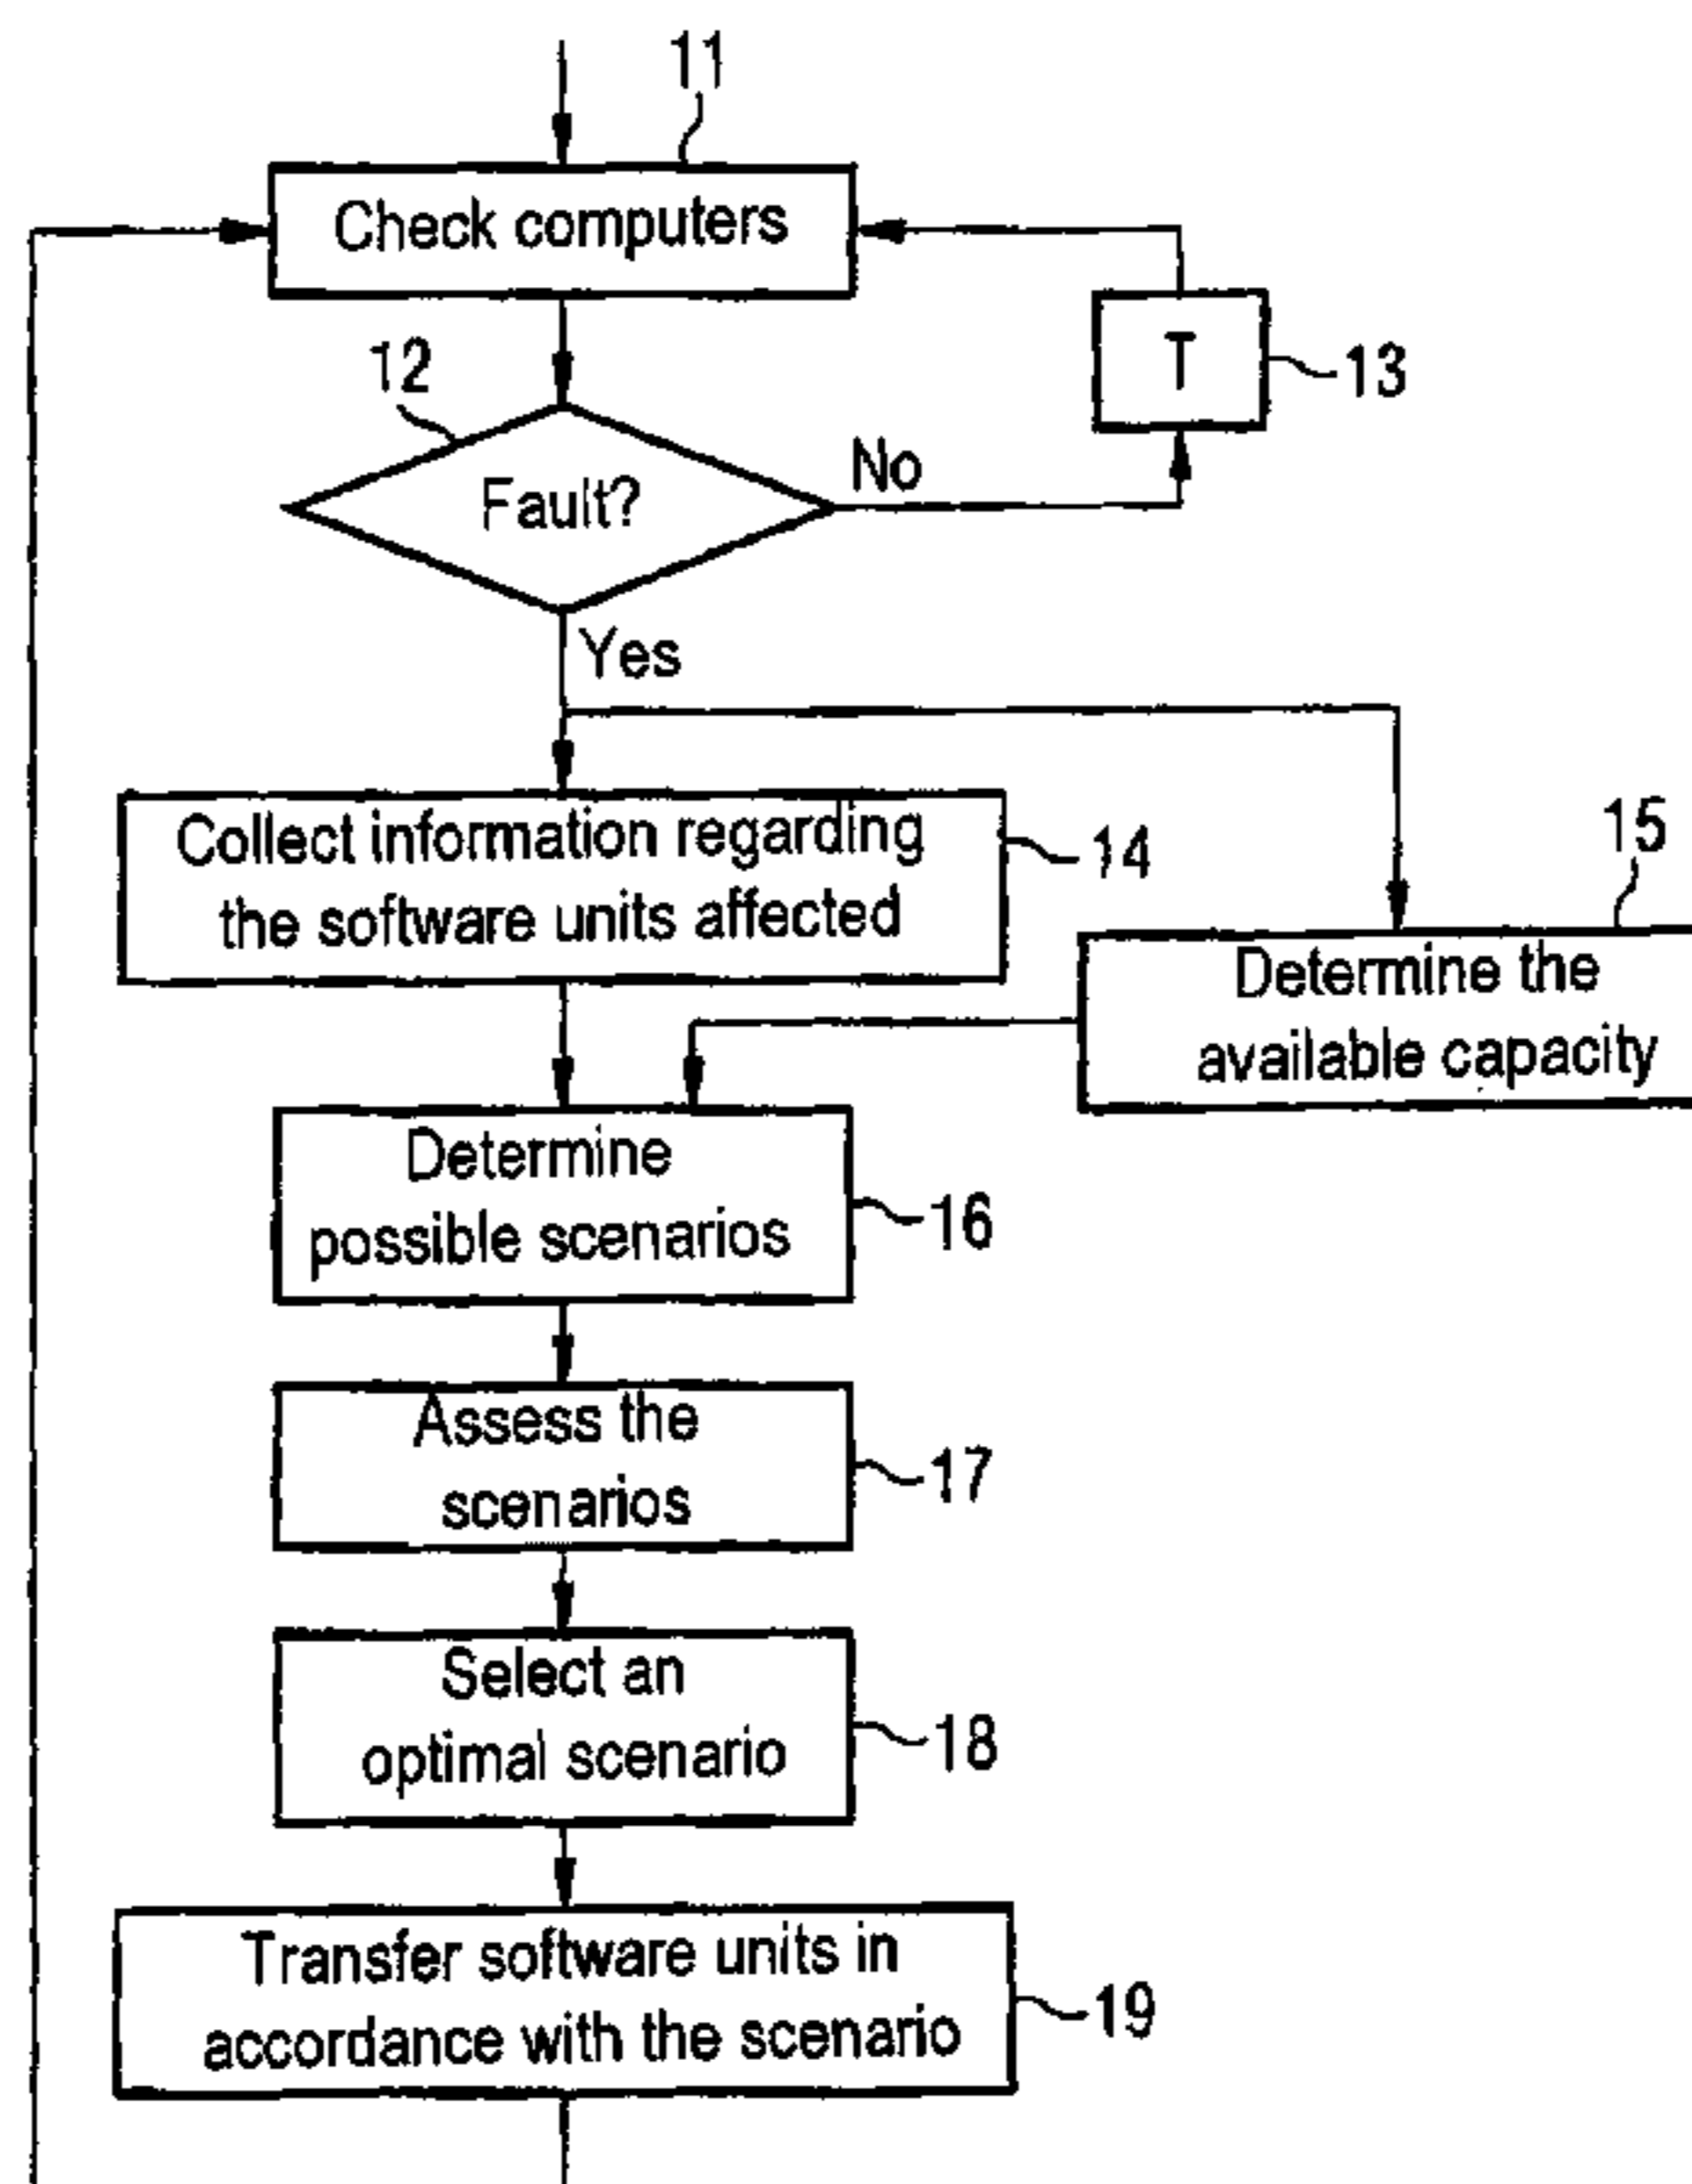 11
Check computers
T
13
12
Fault?
No
Yes
Collect information regarding
the software units affected
14
15
Determine the
available capacity
Determine
possible scenarios
16
Assess the
scenarios
17
Select an
optimal scenario
18
Transfer software units in
accordance with the scenario
19